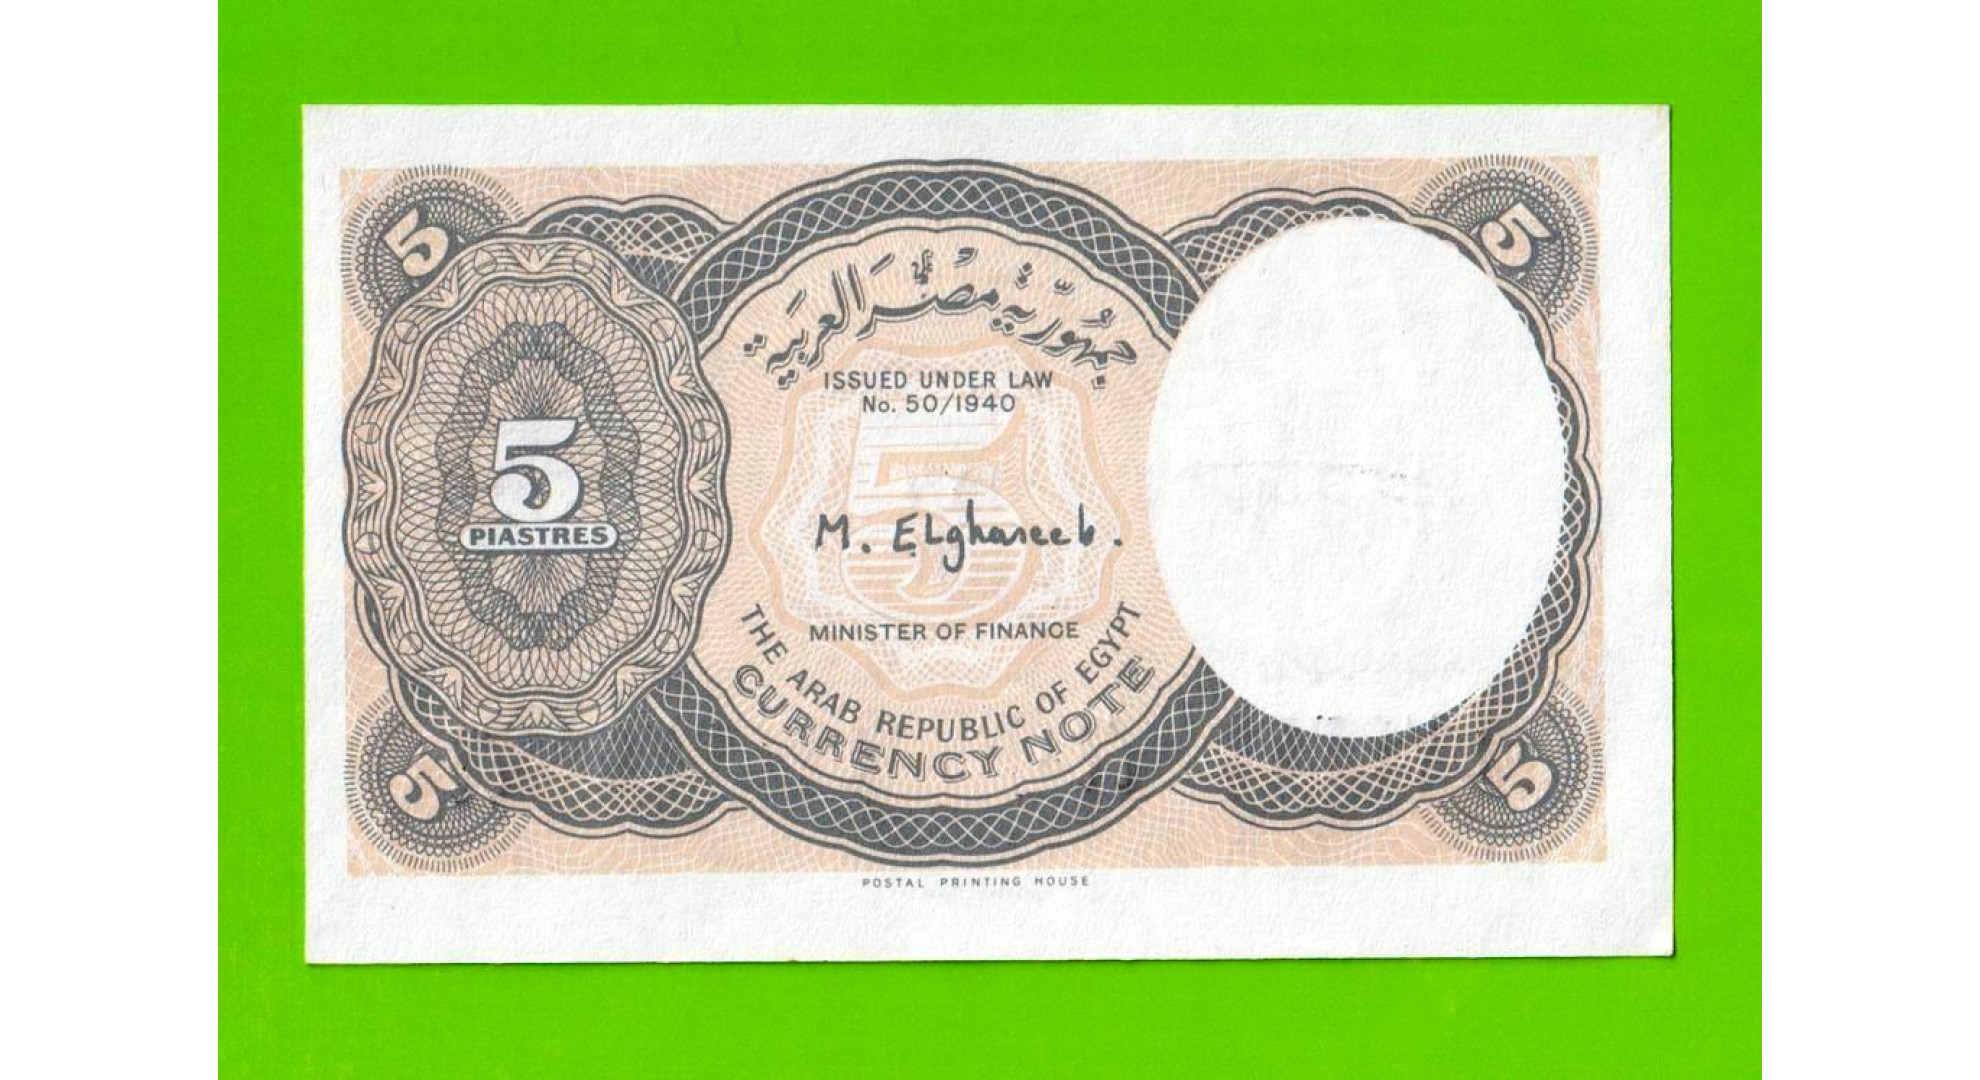 5
5
جمهورية مصر العربية
ISSUED UNDER LAW
No. 50/1940
5
5
PIASTRES
M. ELghareeb.
MINISTER OF FINANCE
THE ARAB REPUBLIC OF EGYPT
CURRENCY NOTE
5
5
POSTAL PRINTING HOUSE